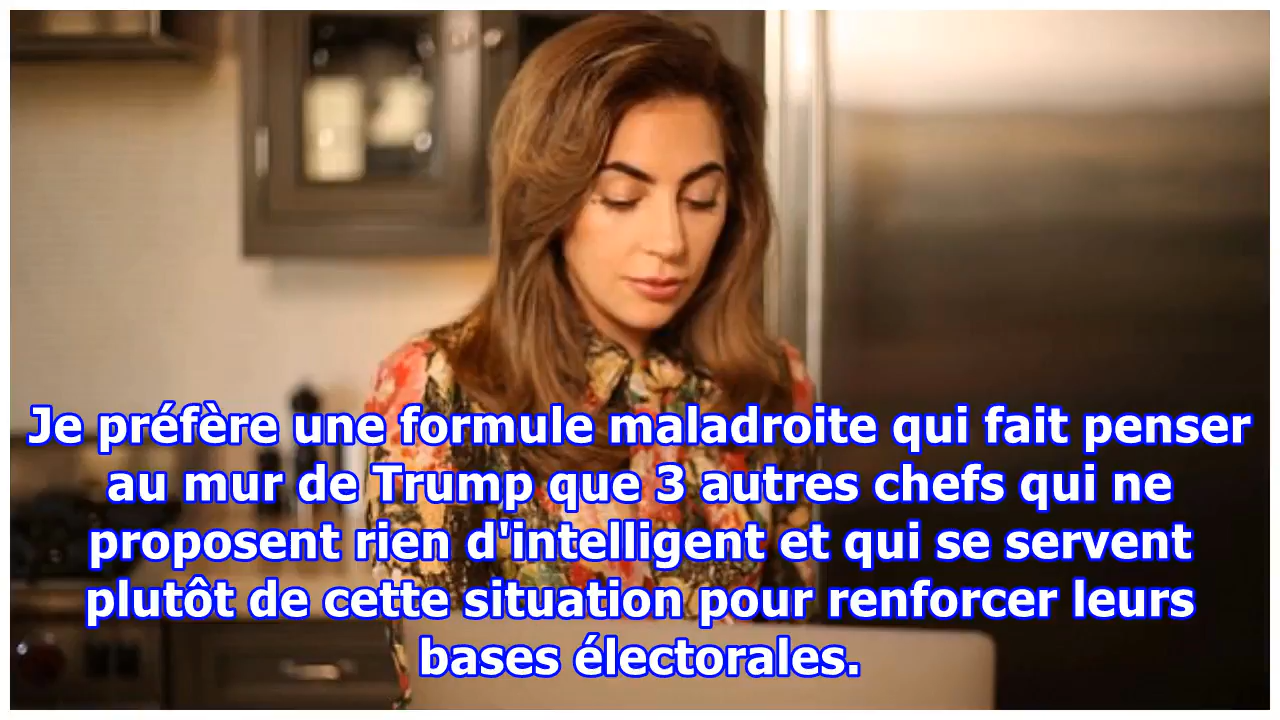 Je préfère une formule maladroite qui fait penser
au mur de Trump que 3 autres chefs qui ne
proposent rien d'intelligent et qui se servent
plutôt de cette situation pour renforcer leurs
bases électorales.